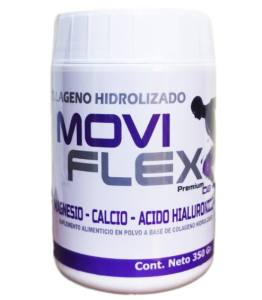 COLAGENO HIDROLIZADO
MOVI
FLEX
Premium
MAGNESIO - CALCIO - ACIDO HIALURONICO
SUPLEMENTO ALIMENTICIO EN POLVO A BASE DE COLAGENO HIDROLIZADO
Cont. Neto 350 Gr